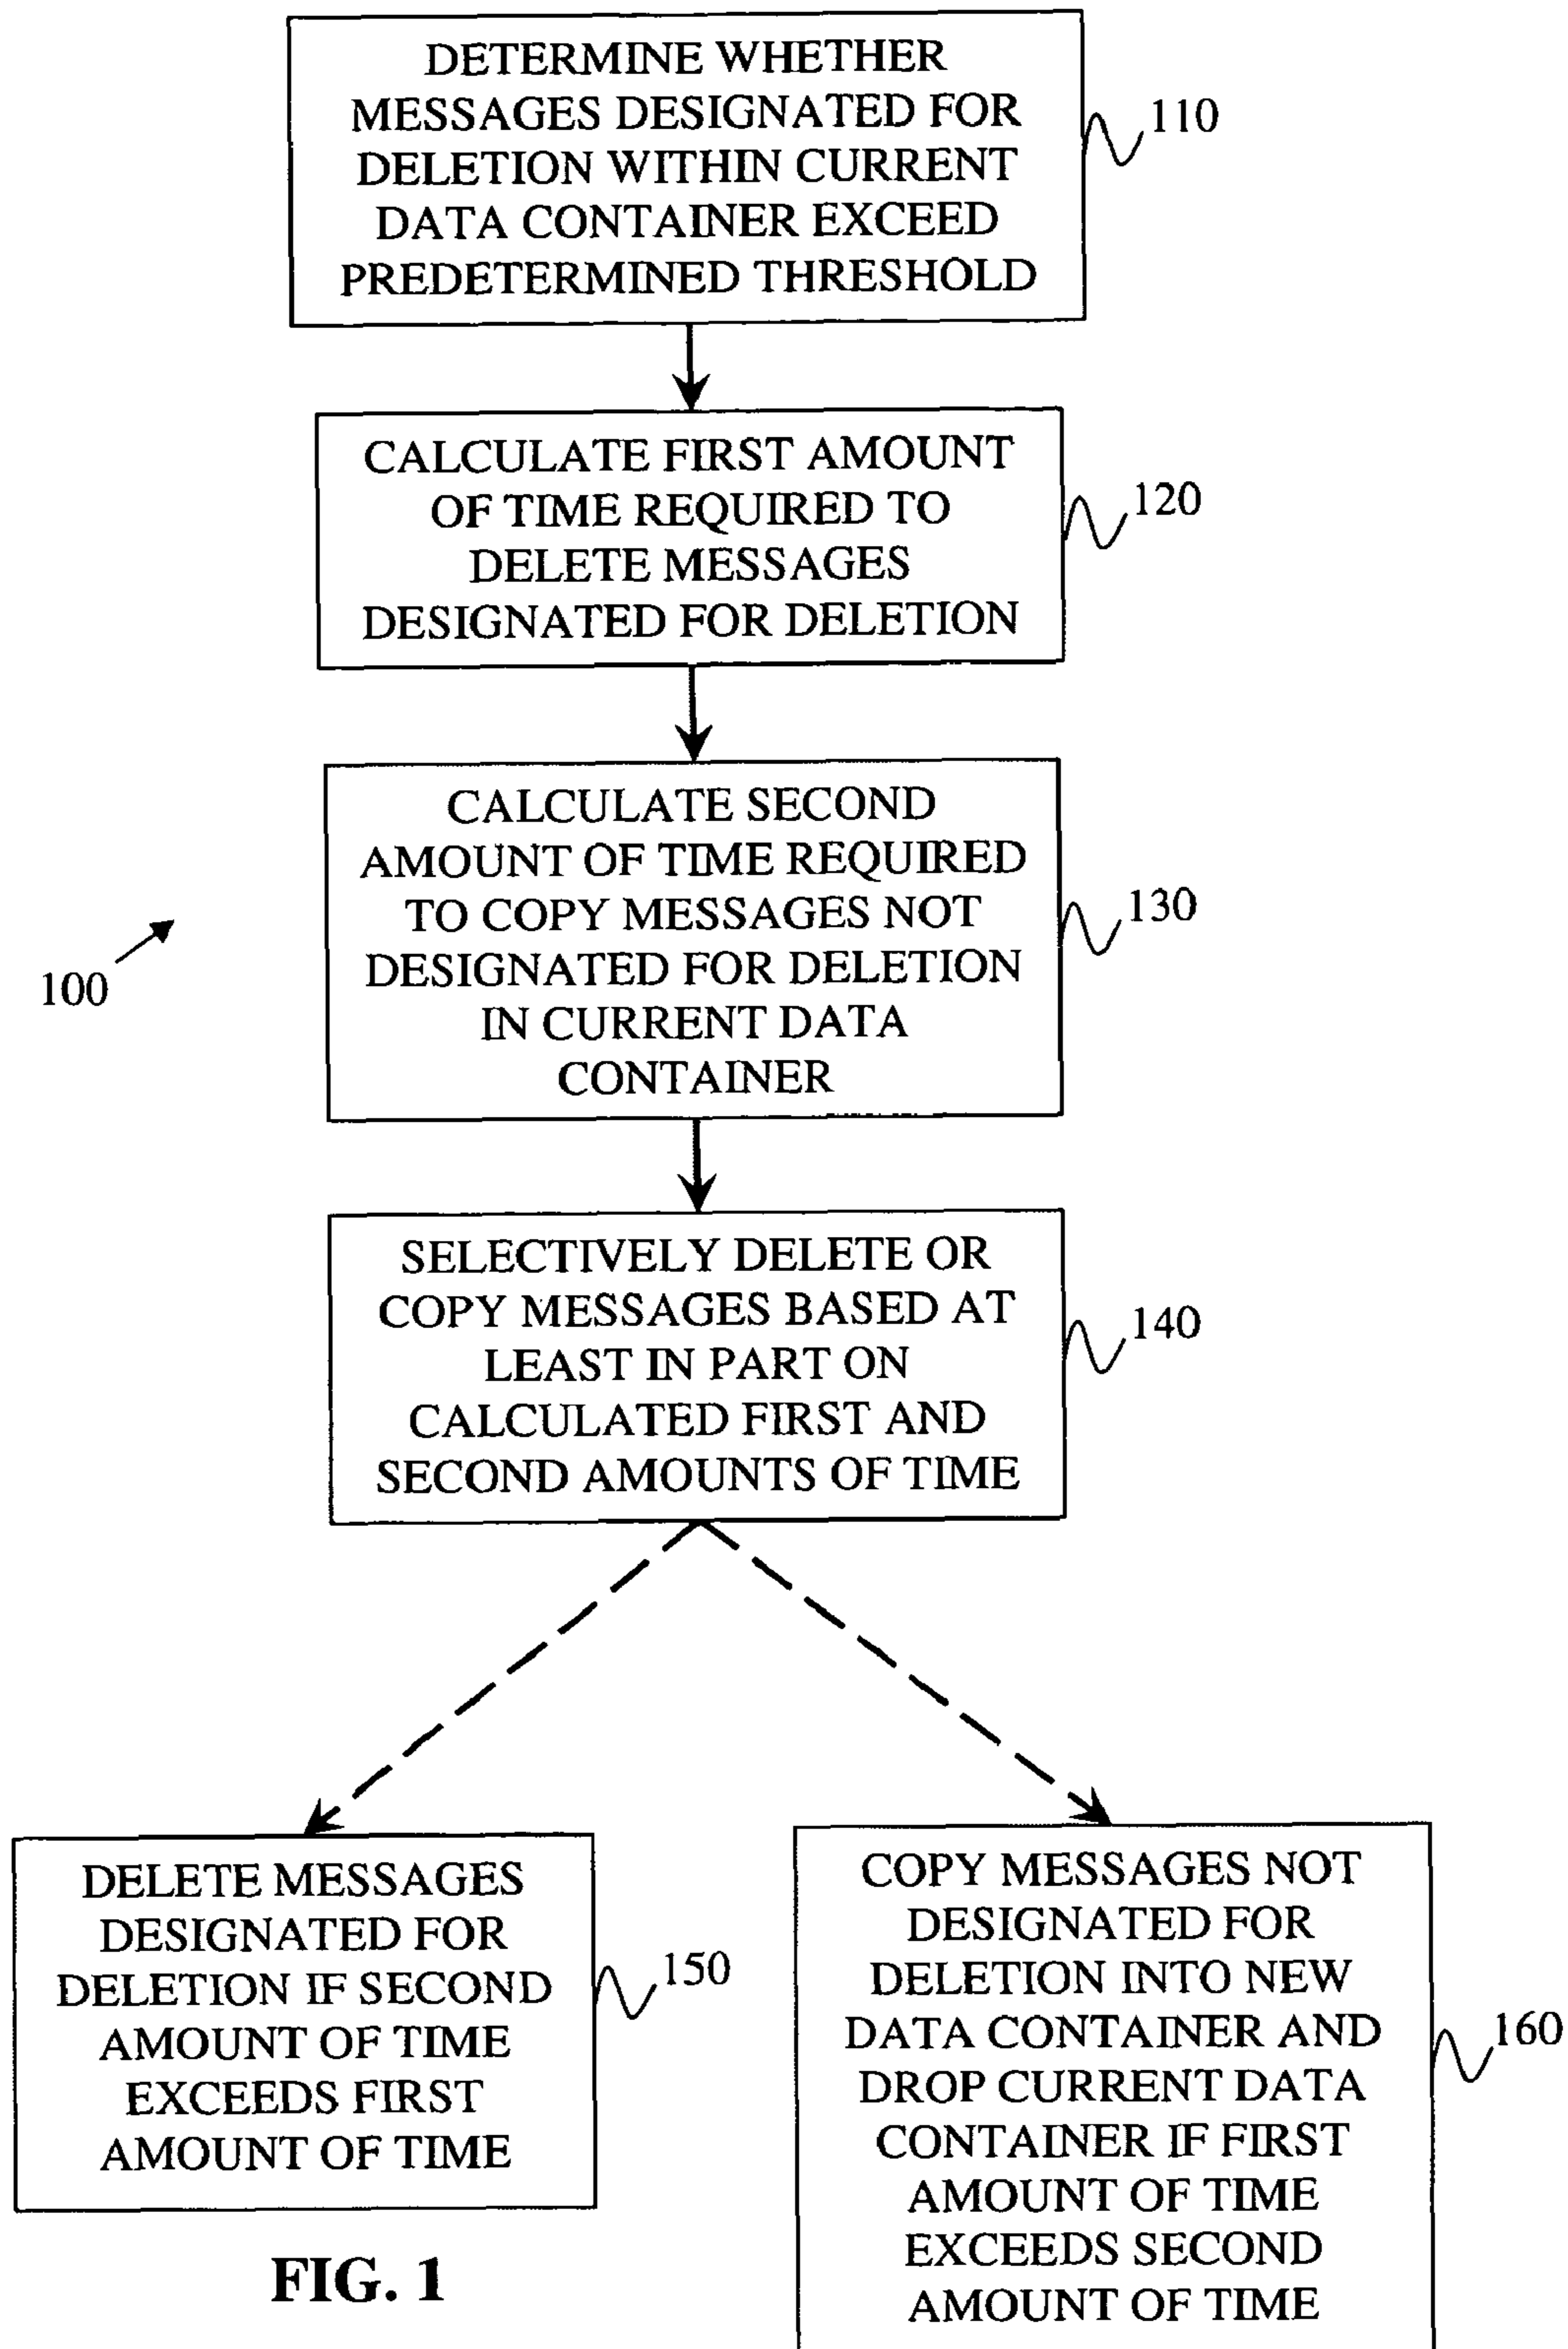 DETERMINE WHETHER
MESSAGES DESIGNATED FOR
DELETION WITHIN CURRENT
DATA CONTAINER EXCEED
PREDETERMINED THRESHOLD
110
CALCULATE FIRST AMOUNT
OF TIME REQUIRED TO
DELETE MESSAGES
DESIGNATED FOR DELETION
120
CALCULATE SECOND
AMOUNT OF TIME REQUIRED
TO COPY MESSAGES NOT
DESIGNATED FOR DELETION
IN CURRENT DATA
CONTAINER
130
100
SELECTIVELY DELETE OR
COPY MESSAGES BASED AT
LEAST IN PART ON
CALCULATED FIRST AND
SECOND AMOUNTS OF TIME
140
DELETE MESSAGES
DESIGNATED FOR
DELETION IF SECOND
AMOUNT OF TIME
EXCEEDS FIRST
AMOUNT OF TIME
150
COPY MESSAGES NOT
DESIGNATED FOR
DELETION INTO NEW
DATA CONTAINER AND
DROP CURRENT DATA
CONTAINER IF FIRST
AMOUNT OF TIME
EXCEEDS SECOND
AMOUNT OF TIME
160
FIG. 1